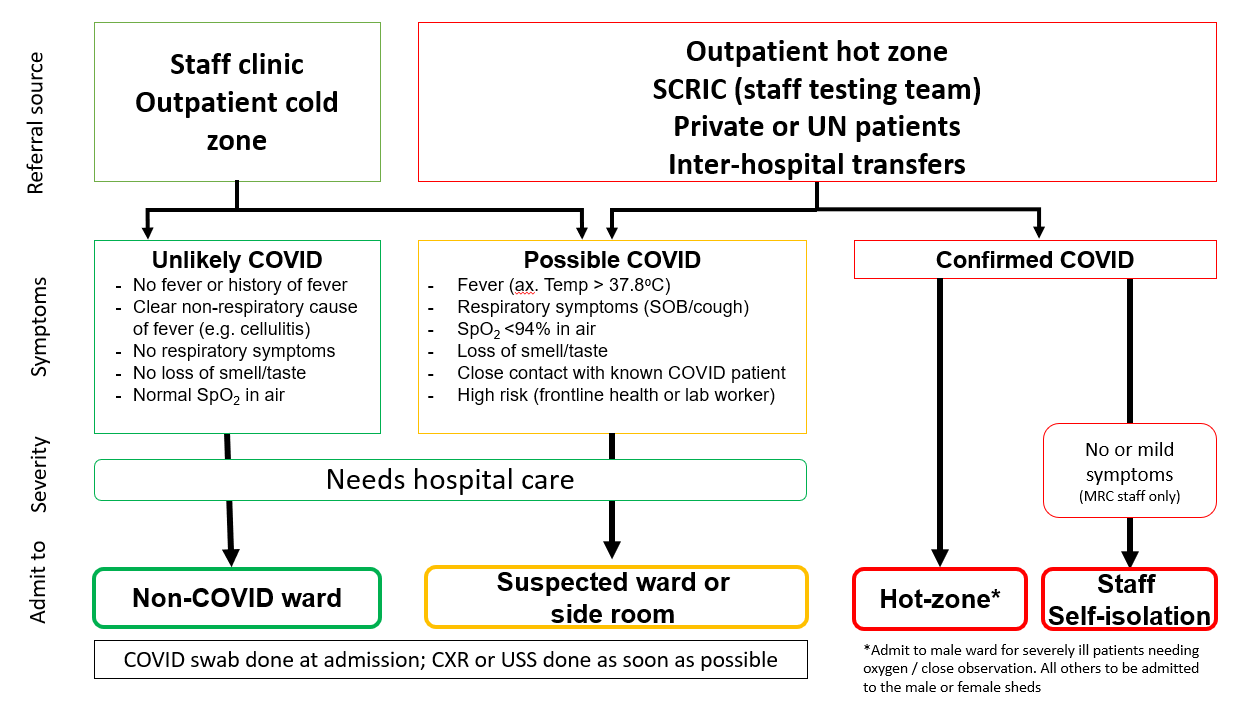 Referral source
Staff clinic
Outpatient cold
zone
Outpatient hot zone
SCRIC (staff testing team)
Private or UN patients
Inter-hospital transfers
Symptoms
Unlikely COVID
- No fever or history of fever
- Clear non-respiratory cause
of fever (e.g. cellulitis)
- No respiratory symptoms
- No loss of smell/taste
- Normal SpO₂ in air
Possible COVID
- Fever (ax. Temp > 37.8ºC)
- Respiratory symptoms (SOB/cough)
- SpO₂ <94% in air
- Loss of smell/taste
- Close contact with known COVID patient
- High risk (frontline health or lab worker)
Confirmed COVID
Severity
Needs hospital care
No or mild
symptoms
(MRC staff only)
Admit to
Non-COVID ward
Suspected ward or
side room
Hot-zone*
Staff
Self-isolation
COVID swab done at admission; CXR or USS done as soon as possible
*Admit to male ward for severely ill patients needing
oxygen / close observation. All others to be admitted
to the male or female sheds